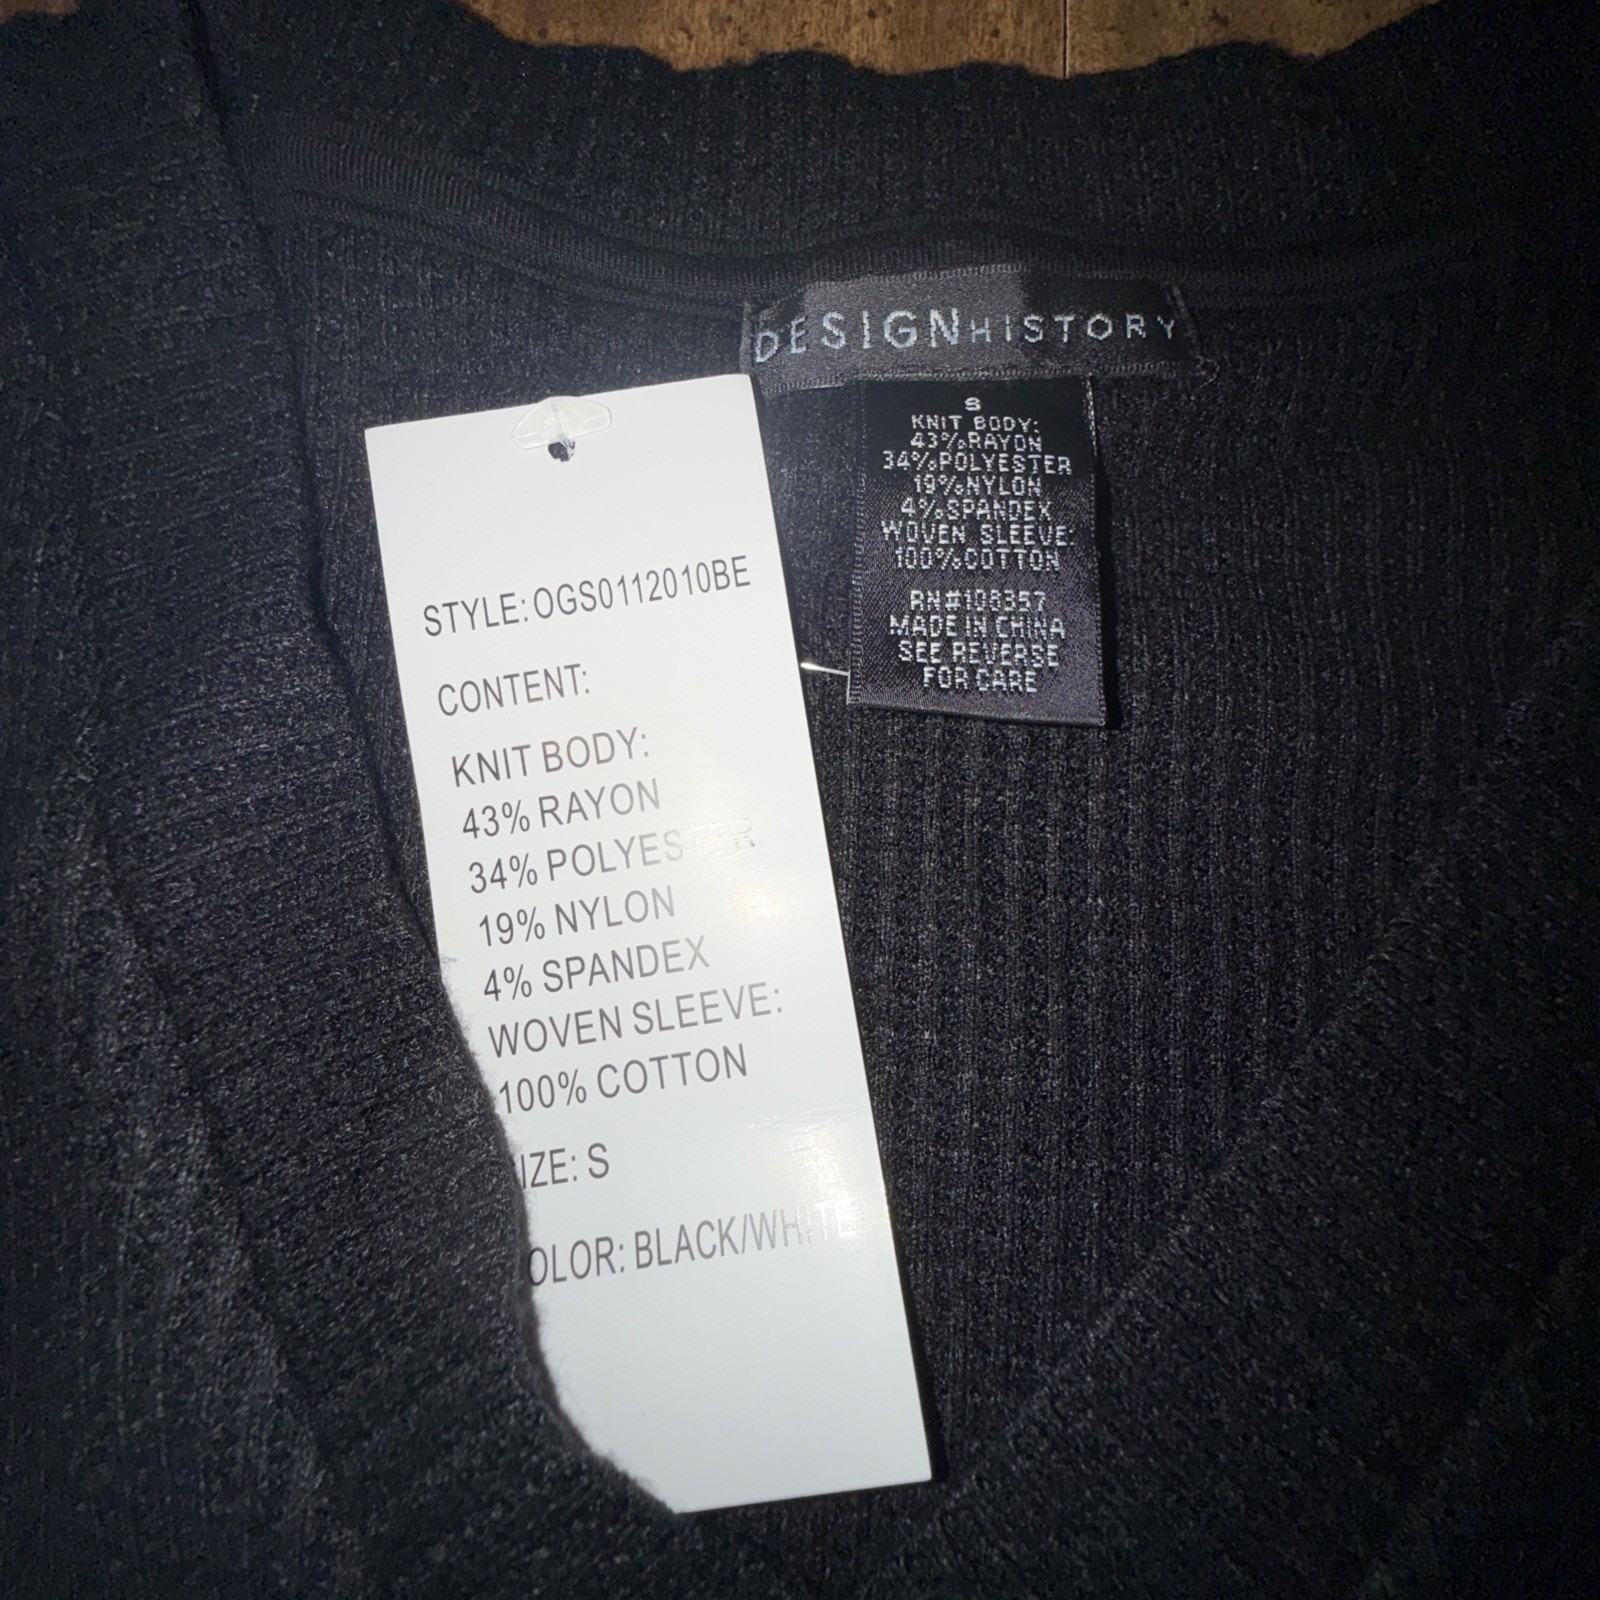 DESIGNHISTORY
S
KNIT BODY:
43%RAYON
34%POLYESTER
19%NYLON
4%SPANDEX
WOVEN SLEEVE:
100%COTTON
RN#108357
MADE IN CHINA
SEE REVERSE
FOR CARE
STYLE: OGS0112010BE
CONTENT:
KNIT BODY:
43% RAYON
34% POLYESTER
19% NYLON
4% SPANDEX
WOVEN SLEEVE:
100% COTTON
IZE: S
OLOR: BLACK/WHITE